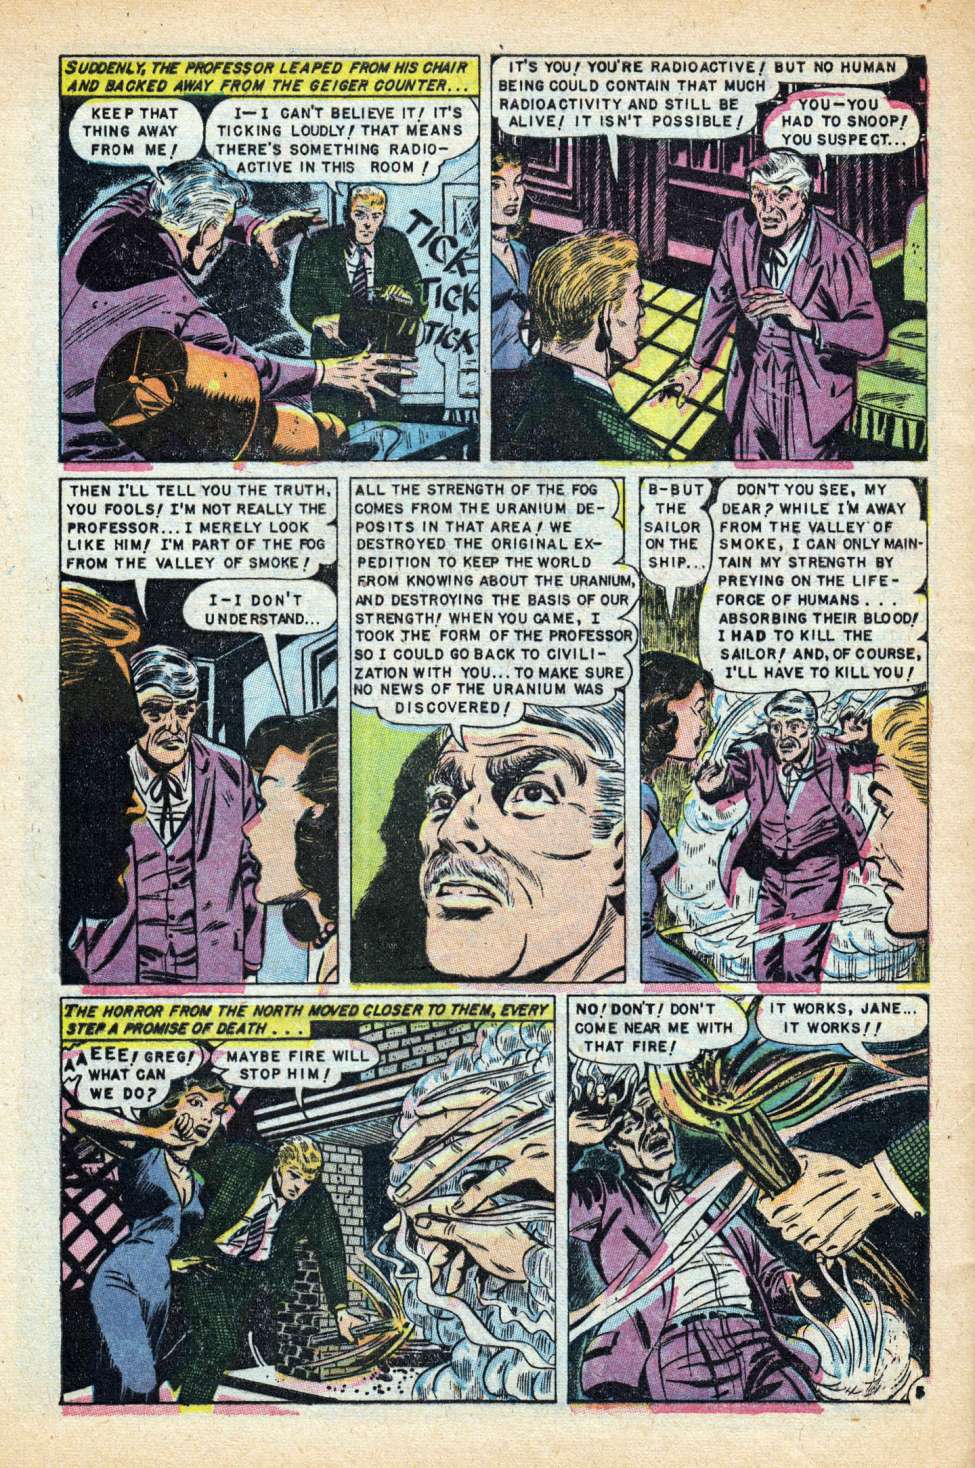 SUDDENLY, THE PROFESSOR LEAPED FROM HIS CHAIR
AND BACKED AWAY FROM THE GEIGER COUNTER...
KEEP THAT
THING AWAY
FROM ME!
I-I CAN'T BELIEVE IT! IT'S
TICKING LOUDLY! THAT MEANS
THERE'S SOMETHING RADIO-
ACTIVE IN THIS ROOM!
TICK
TICK
TICK
IT'S YOU! YOU'RE RADIOACTIVE! BUT NO HUMAN
BEING COULD CONTAIN THAT MUCH
RADIOACTIVITY AND STILL BE
ALIVE! IT ISN'T POSSIBLE!
YOU-YOU
HAD TO SNOOP!
YOU SUSPECT...
THEN I'LL TELL YOU THE TRUTH,
YOU FOOLS! I'M NOT REALLY THE
PROFESSOR... I MERELY LOOK
LIKE HIM! I'M PART OF THE FOG
FROM THE VALLEY OF SMOKE!
I-I DON'T
UNDERSTAND...
ALL THE STRENGTH OF THE FOG
COMES FROM THE URANIUM DE-
POSITS IN THAT AREA! WE
DESTROYED THE ORIGINAL EX-
PEDITION TO KEEP THE WORLD
FROM KNOWING ABOUT THE URANIUM,
AND DESTROYING THE BASIS OF OUR
STRENGTH! WHEN YOU CAME, I
TOOK THE FORM OF THE PROFESSOR
SO I COULD GO BACK TO CIVILI-
ZATION WITH YOU... TO MAKE SURE
NO NEWS OF THE URANIUM WAS
DISCOVERED!
B-BUT
THE
SAILOR
ON THE
SHIP...
DON'T YOU SEE, MY
DEAR? WHILE I'M AWAY
FROM THE VALLEY OF
SMOKE, I CAN ONLY MAIN-
TAIN MY STRENGTH BY
PREYING ON THE LIFE-
FORCE OF HUMANS...
ABSORBING THEIR BLOOD!
I HAD TO KILL THE
SAILOR! AND, OF COURSE,
I'LL HAVE TO KILL YOU!
THE HORROR FROM THE NORTH MOVED CLOSER TO THEM, EVERY
STEP A PROMISE OF DEATH...
AAEEE! GREG!
WHAT CAN
WE DO?
MAYBE FIRE WILL
STOP HIM!
NO! DON'T! DON'T
COME NEAR ME WITH
THAT FIRE!
IT WORKS, JANE...
IT WORKS!!
5